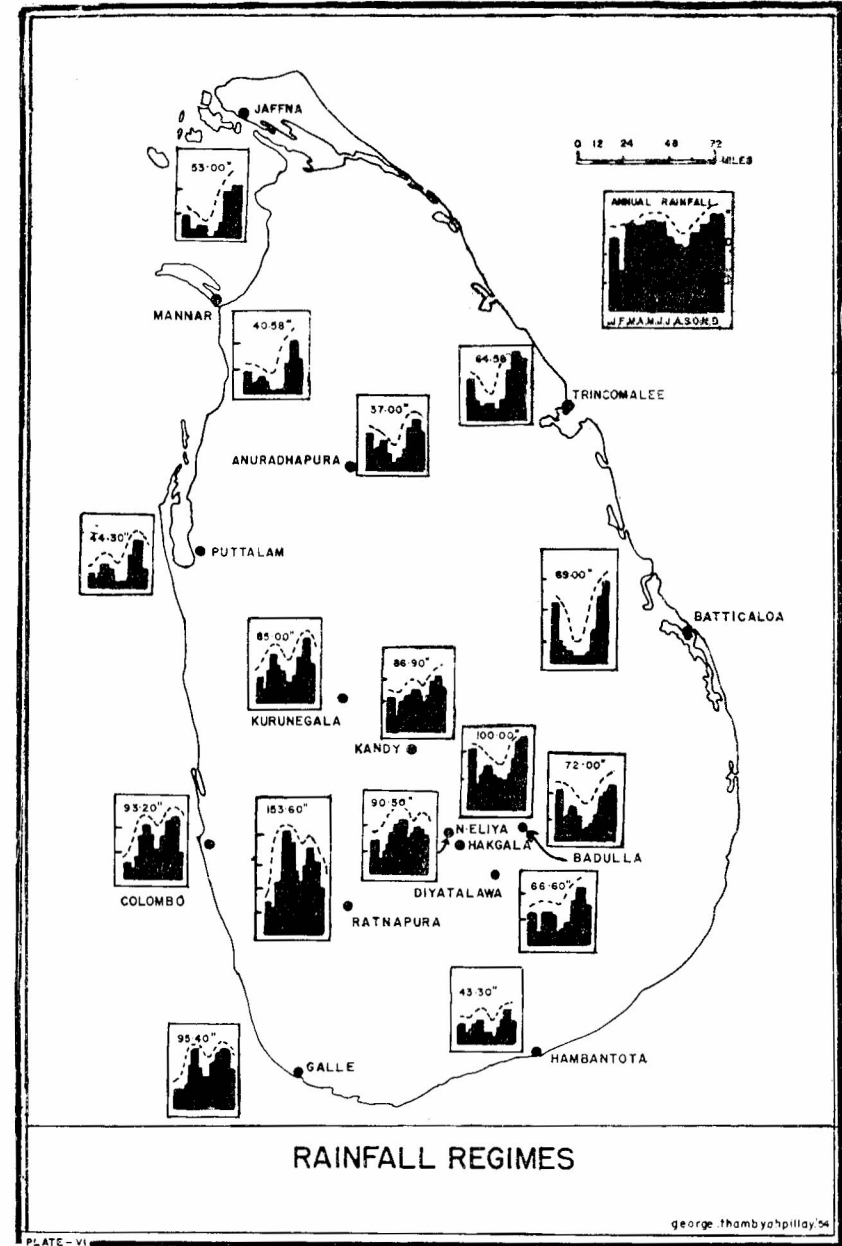 JAFFNA
0 12 24 48 72
MILES
53·00"
ANNUAL RAINFALL
J.F.M.A.M.J.J.A.S.O.N.D
MANNAR
40·58"
64·58
TRINCOMALEE
37·00"
ANURADHAPURA
44·30"
PUTTALAM
69·00"
BATTICALOA
85·00"
86·90"
KURUNEGALA
KANDY
100·00"
72·00"
93·20"
153·60"
90·50"
N·ELIYA
HAKGALA
BADULLA
COLOMBO
DIYATALAWA
66·60"
RATNAPURA
43·30"
95·40"
GALLE
HAMBANTOTA
RAINFALL REGIMES
george.thambyahpillay.'54
PLATE - VI